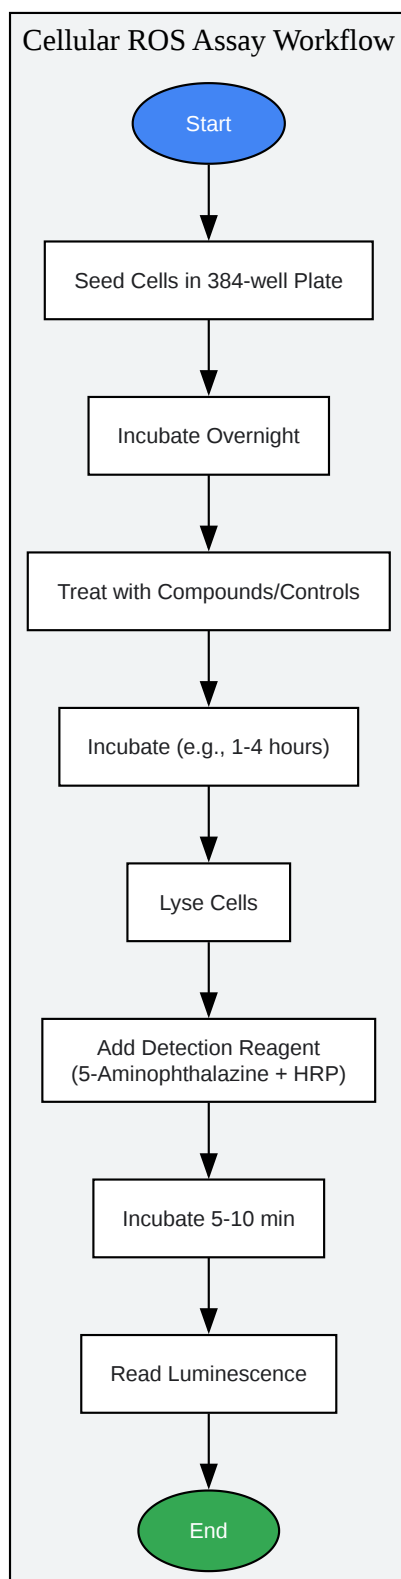 Cellular ROS Assay Workflow
Start
Seed Cells in 384-well Plate
Incubate Overnight
Treat with Compounds/Controls
Incubate (e.g., 1-4 hours)
Lyse Cells
Add Detection Reagent
(5-Aminophthalazine + HRP)
Incubate 5-10 min
Read Luminescence
End